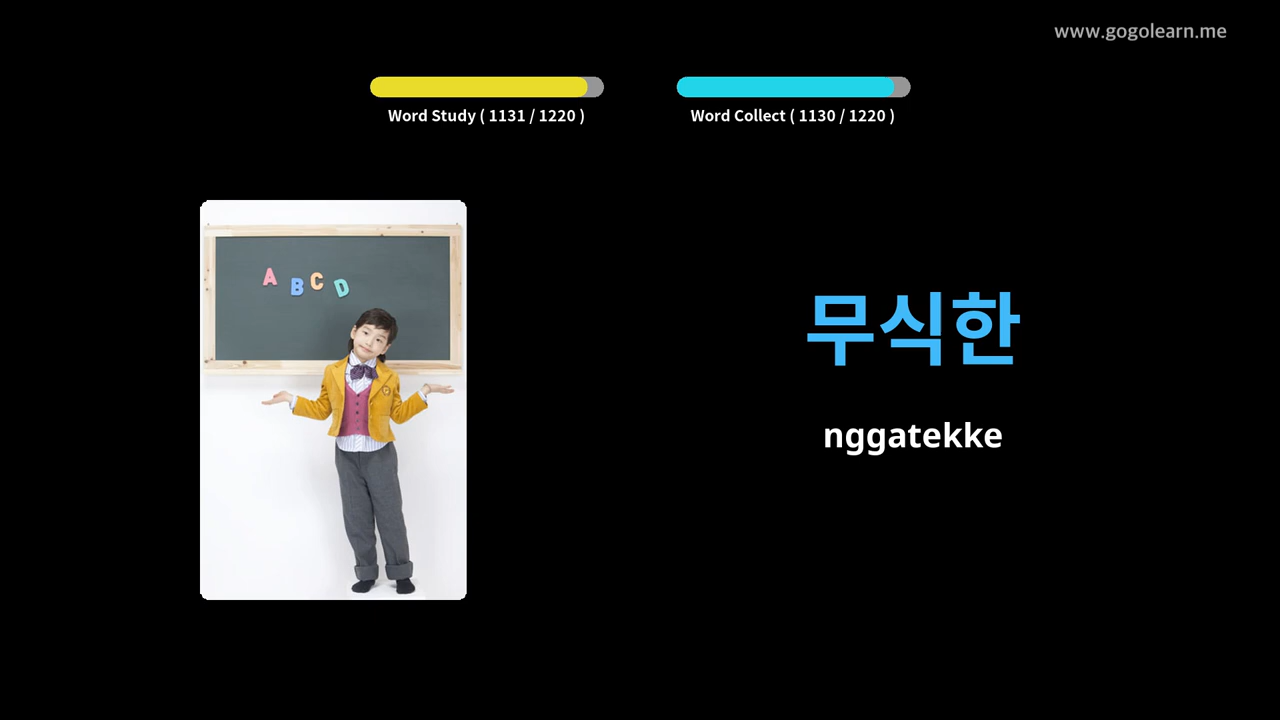 www.gogolearn.me
Word Study ( 1131 / 1220 )
Word Collect ( 1130 / 1220 )
A B C D
무식한
nggatekke